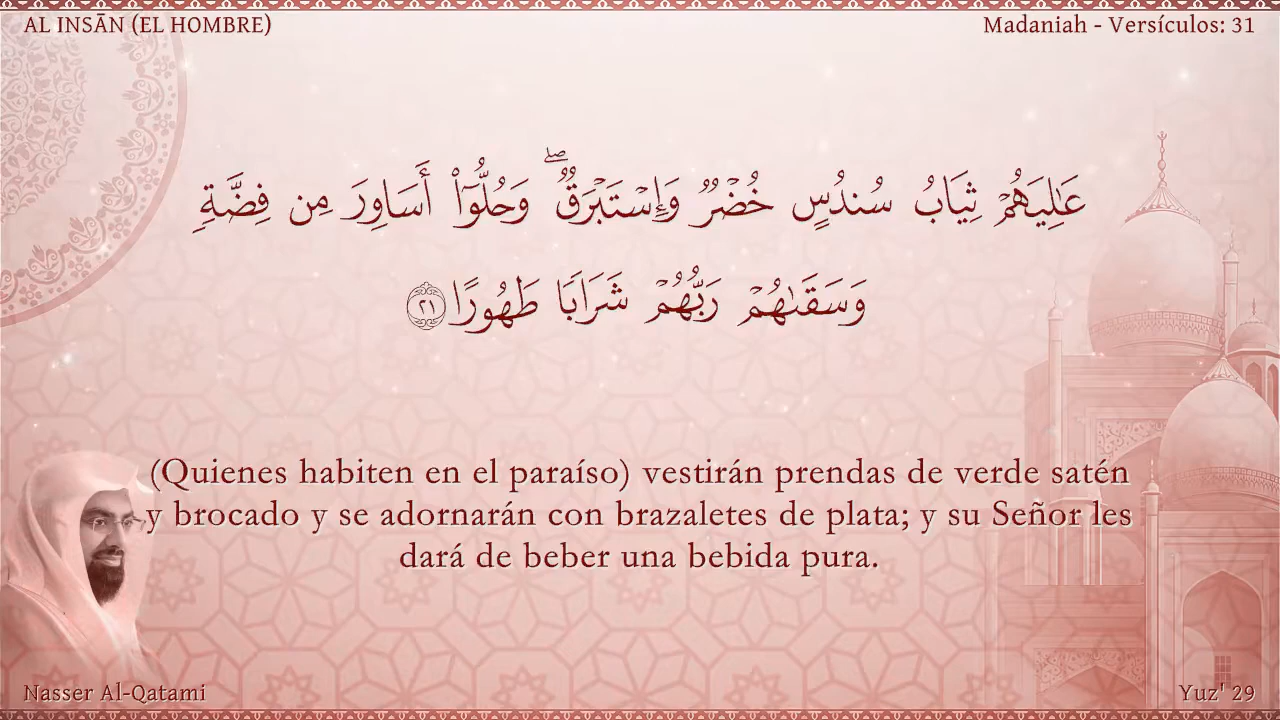 AL INSĀN (EL HOMBRE)
Madaniah - Versículos: 31
عَٰلِيَهُمْ ثِيَابُ سُندُسٍ خُضْرٌ وَإِسْتَبْرَقٌ ۖ وَحُلُّوٓا۟ أَسَاوِرَ مِن فِضَّةٍ
وَسَقَىٰهُمْ رَبُّهُمْ شَرَابًا طَهُورًا ٢١
(Quienes habiten en el paraíso) vestirán prendas de verde satén
y brocado y se adornarán con brazaletes de plata; y su Señor les
dará de beber una bebida pura.
Nasser Al-Qatami
Yuz' 29